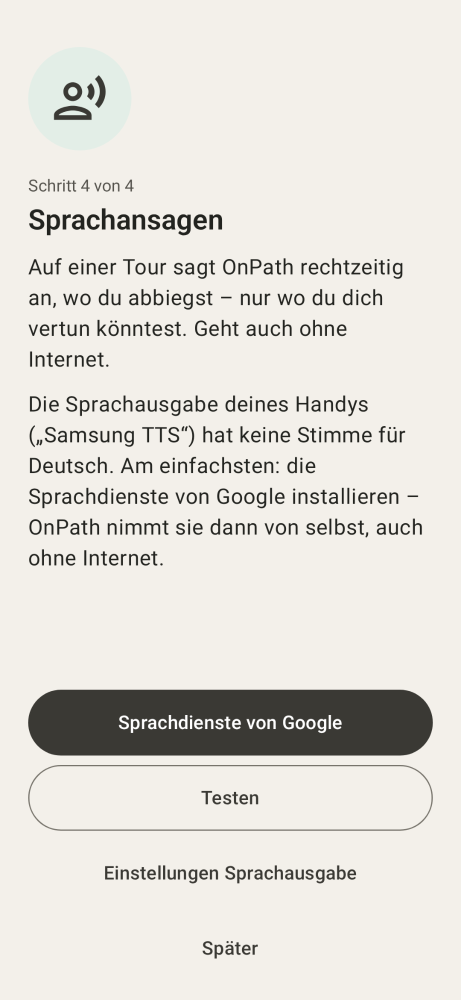 Schritt 4 von 4
Sprachansagen
Auf einer Tour sagt OnPath rechtzeitig
an, wo du abbiegst – nur wo du dich
vertun könntest. Geht auch ohne
Internet.
Die Sprachausgabe deines Handys
(„Samsung TTS“) hat keine Stimme für
Deutsch. Am einfachsten: die
Sprachdienste von Google installieren –
OnPath nimmt sie dann von selbst, auch
ohne Internet.
Sprachdienste von Google
Testen
Einstellungen Sprachausgabe
Später